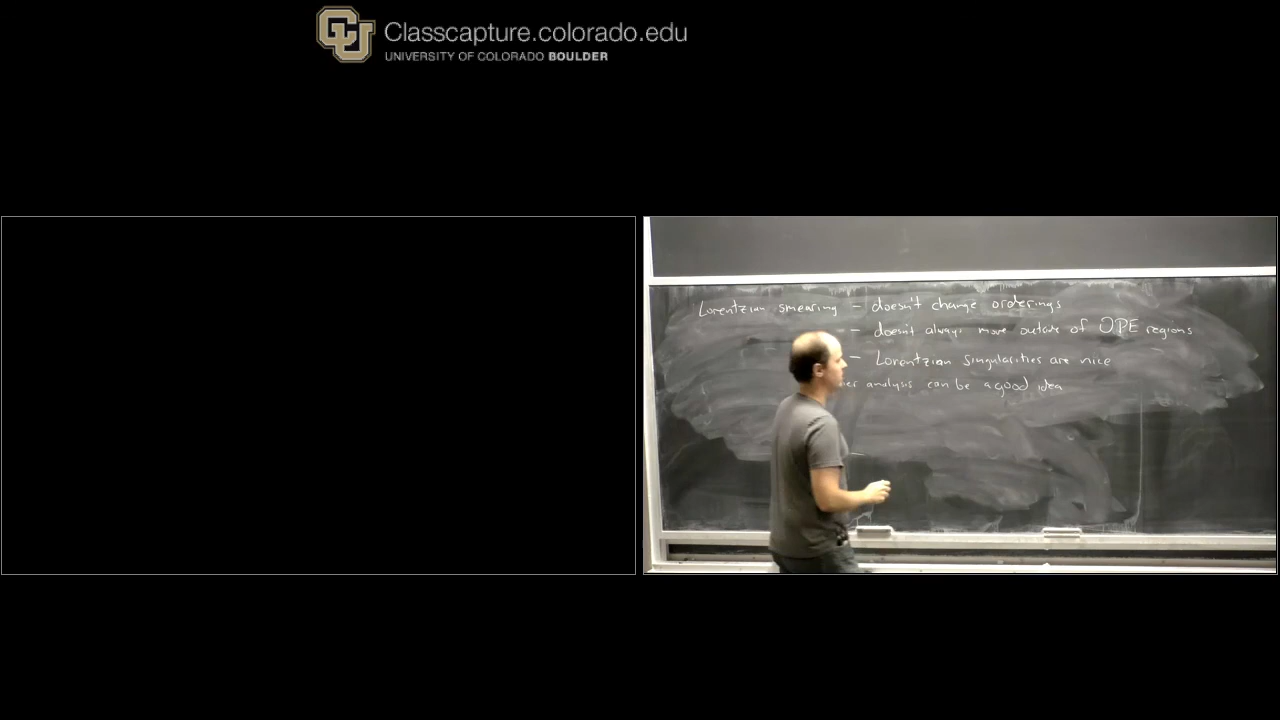 Classcapture.colorado.edu
UNIVERSITY OF COLORADO BOULDER
Lorentzian smearing – doesn't change orderings
– doesn't always move outside of OPE regions
– Lorentzian singularities are nice
analysis can be a good idea